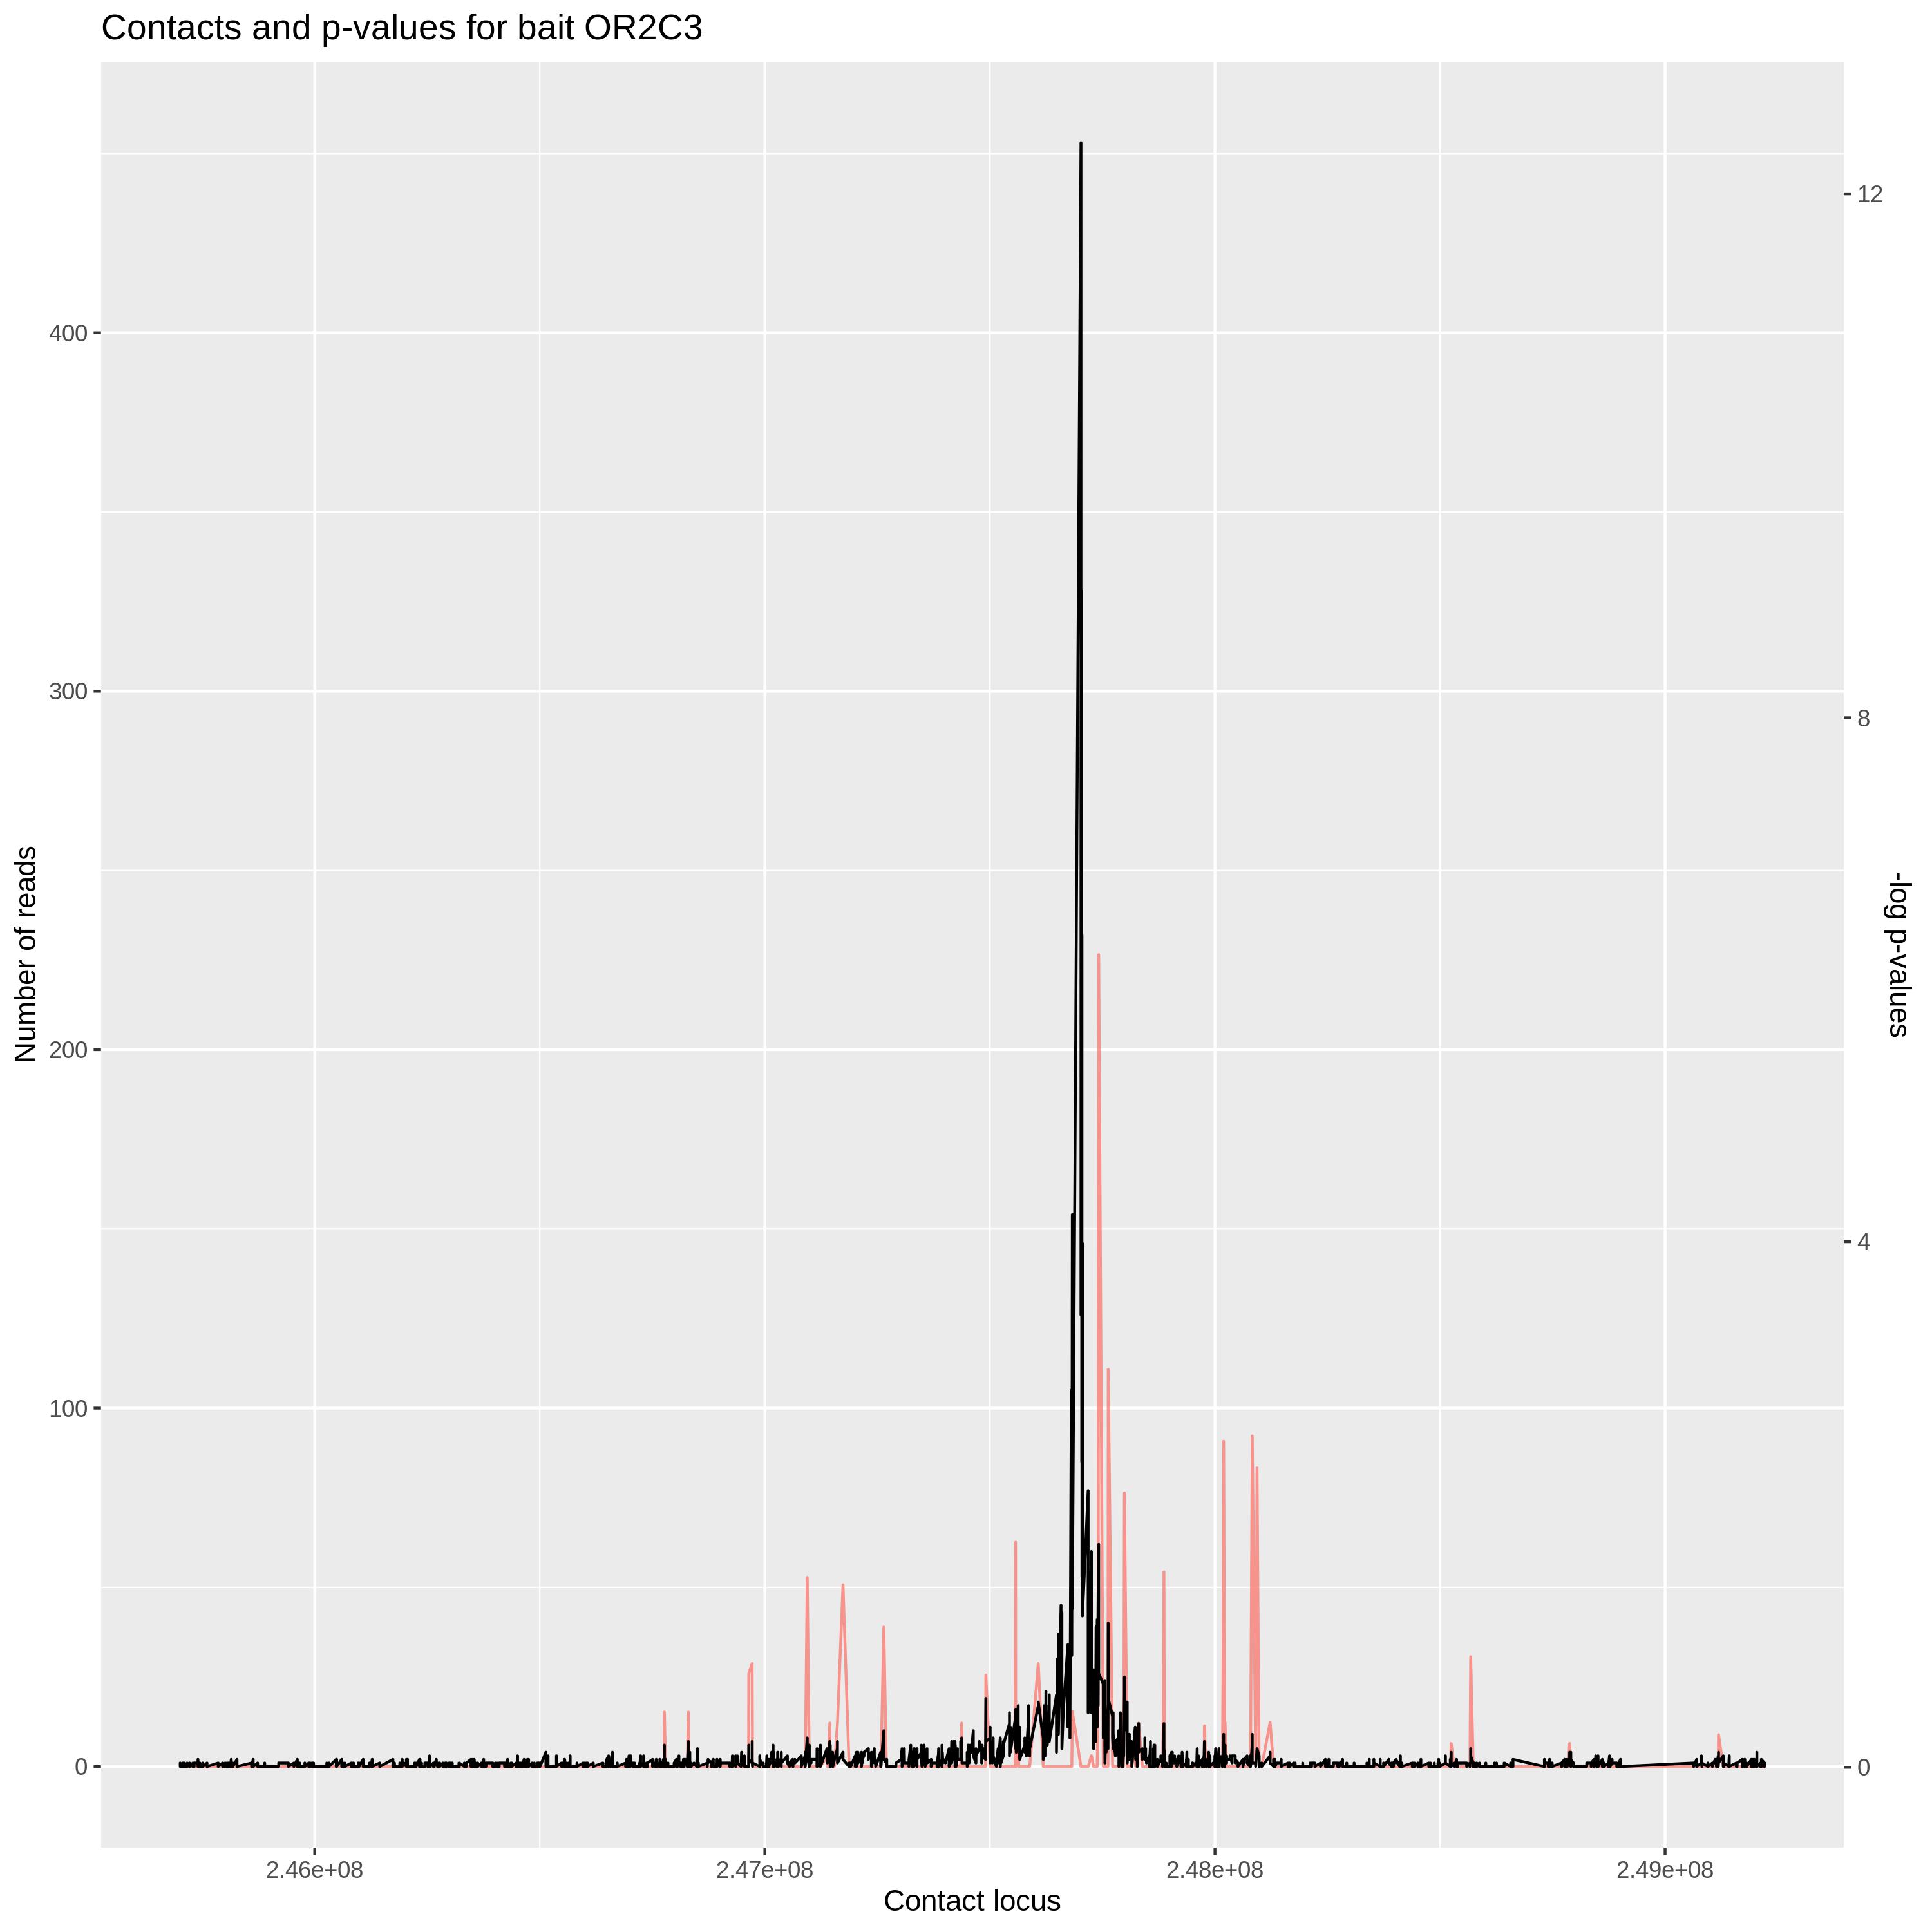 Contacts and p-values for bait OR2C3
Number of reads
400
300
200
100
0
12
8
4
0
-log p-values
2.46e+08
2.47e+08
2.48e+08
2.49e+08
Contact locus